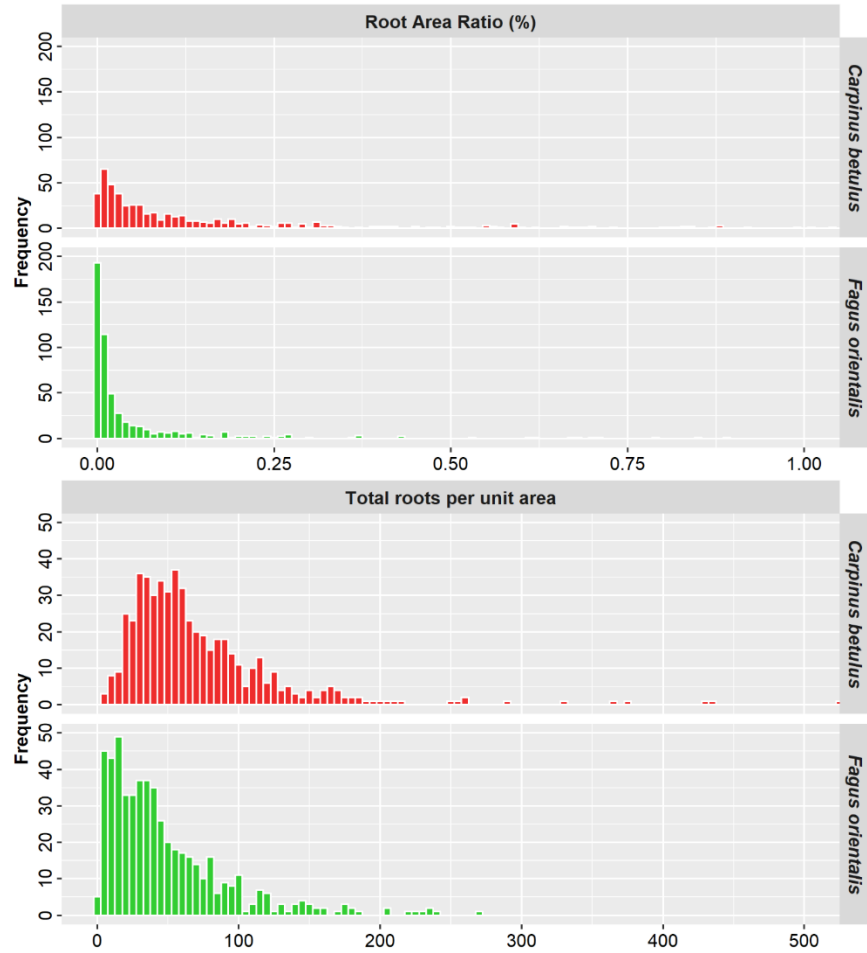 Root Area Ratio (%)
200
150
100
50
0
Carpinus betulus
Frequency
200
150
100
50
0
Fagus orientalis
0.00 0.25 0.50 0.75 1.00
Total roots per unit area
50
40
30
20
10
0
Carpinus betulus
Frequency
50
40
30
20
10
0
Fagus orientalis
0 100 200 300 400 500